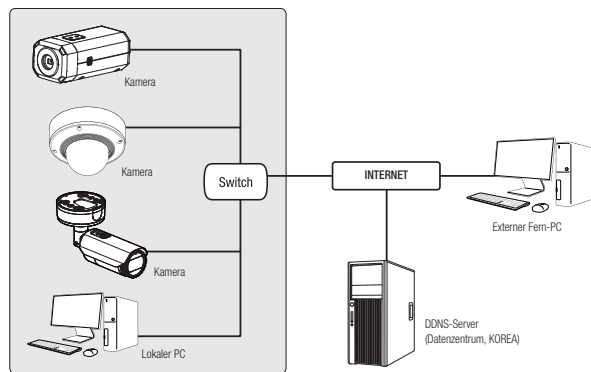 Kamera
Kamera
Switch
INTERNET
Externer Fern-PC
Kamera
DDNS-Server
(Datenzentrum, KOREA)
Lokaler PC